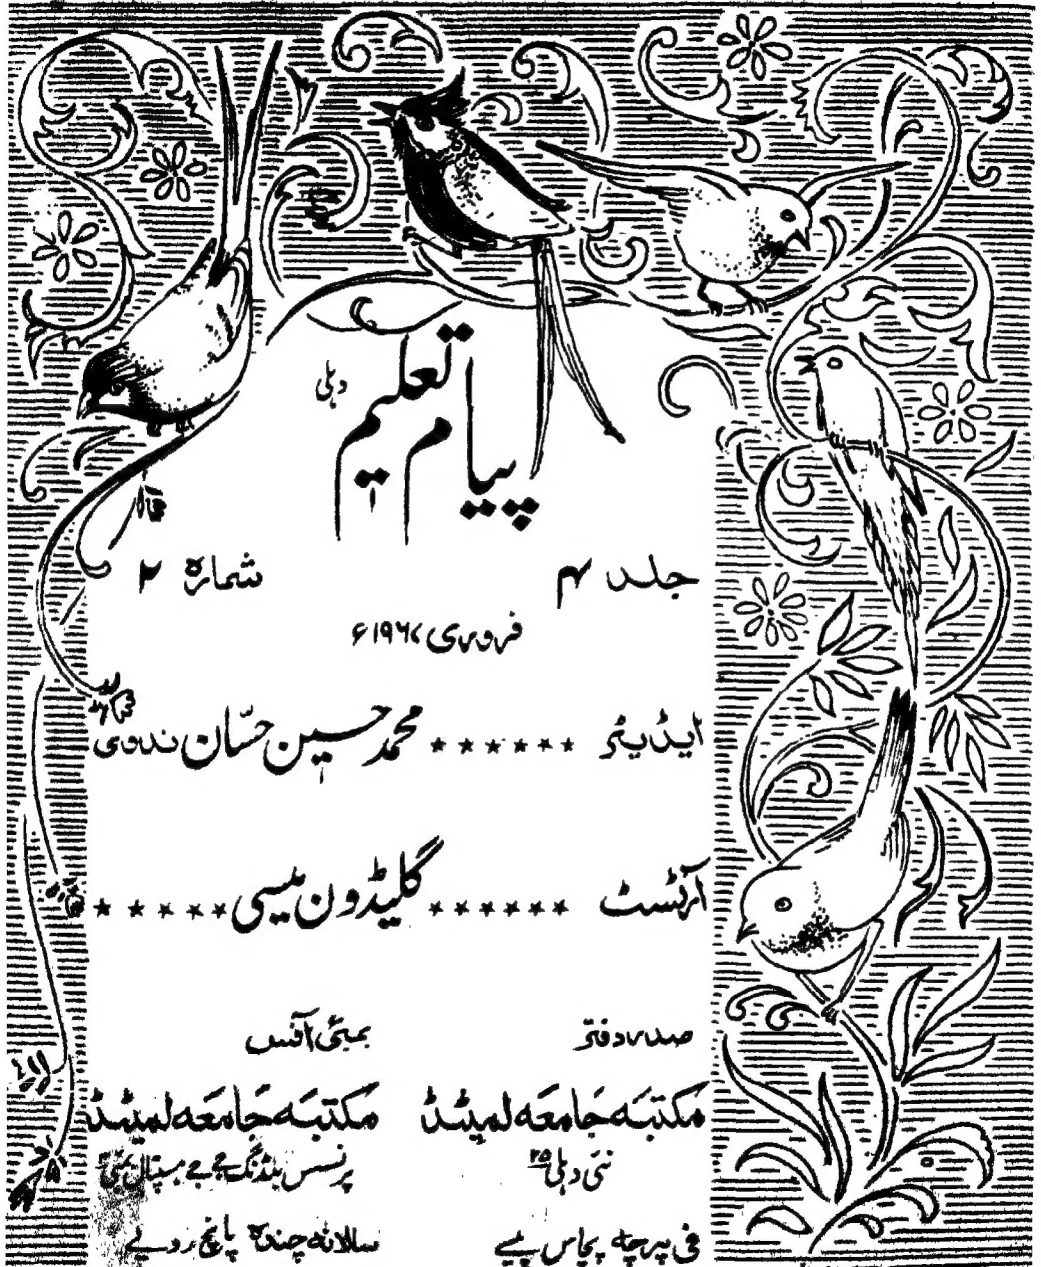 پیام تعلیم دہلی
جلد ۴ شمارہ ۲
فروری ۱۹۶۷ء
ایڈیٹر ****** محمد حسین حسّان ندوی
آرٹسٹ ****** گلیڈون میسی *****
صدر دفتر بمبئی آفس
مکتبہ جامعہ لمیٹڈ مکتبہ جامعہ لمیٹڈ
نئی دہلی ۲۵ پرنسس بلڈنگ جے جے ہسپتال بمبئی
فی پرچہ پچاس پیسے سالانہ چندہ پانچ روپے